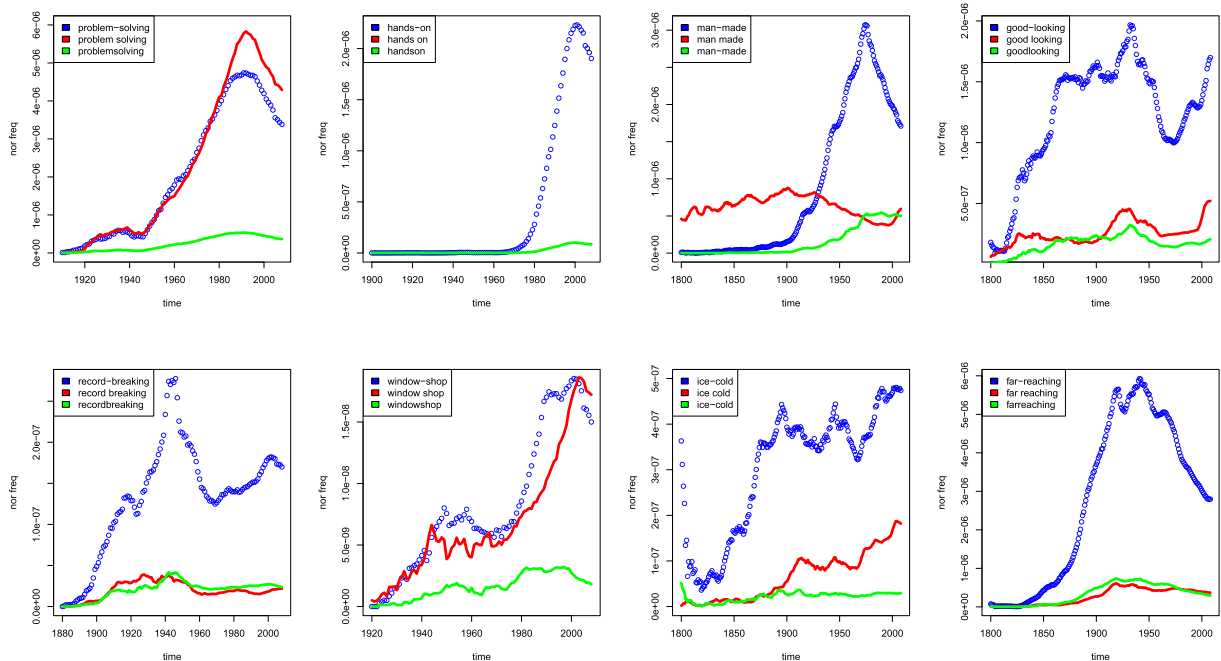 problem-solving
problem solving
problemsolving
nor freq
0e+00
1e-06
2e-06
3e-06
4e-06
5e-06
6e-06
1920 1940 1960 1980 2000
time
hands-on
hands on
handson
nor freq
0.0e+00
5.0e-07
1.0e-06
1.5e-06
2.0e-06
1900 1920 1940 1960 1980 2000
time
man-made
man made
man-made
nor freq
0.0e+00
1.0e-06
2.0e-06
3.0e-06
1800 1850 1900 1950 2000
time
good-looking
good looking
goodlooking
nor freq
5.0e-07
1.0e-06
1.5e-06
1800 1850 1900 1950 2000
time
record-breaking
record breaking
recordbreaking
nor freq
0.0e+00
1.0e-07
2.0e-07
1880 1900 1920 1940 1960 1980 2000
time
window-shop
window shop
windowshop
nor freq
0.0e+00
5.0e-09
1.0e-08
1.5e-08
1920 1940 1960 1980 2000
time
ice-cold
ice cold
ice-cold
nor freq
0e+00
1e-07
2e-07
3e-07
4e-07
5e-07
1800 1850 1900 1950 2000
time
far-reaching
far reaching
farreaching
nor freq
0e+00
1e-06
2e-06
3e-06
4e-06
5e-06
6e-06
1800 1850 1900 1950 2000
time